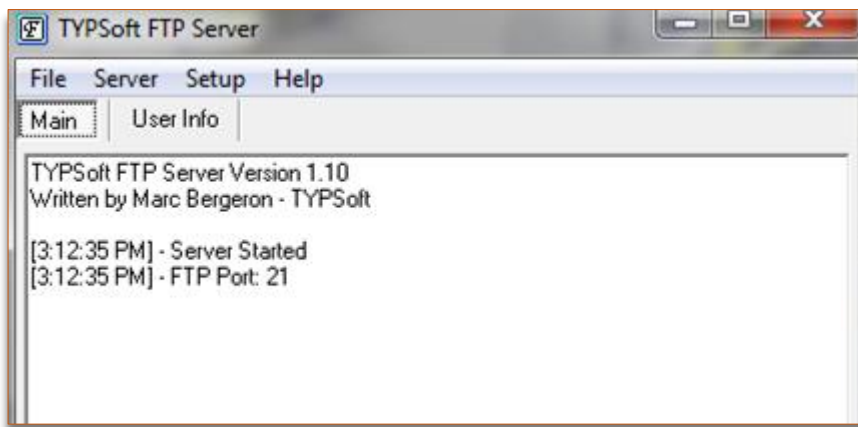 TYPSoft FTP Server
File Server Setup Help
Main User Info
TYPSoft FTP Server Version 1.10
Written by Marc Bergeron - TYPSoft
[3:12:35 PM] - Server Started
[3:12:35 PM] - FTP Port: 21